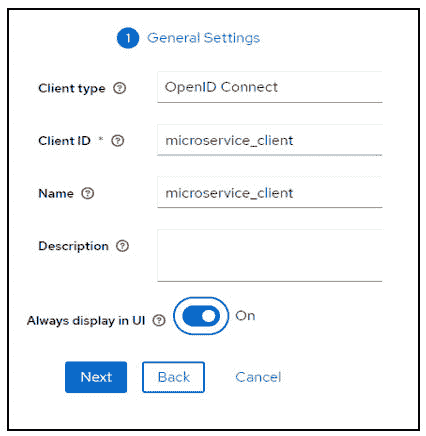 1 General Settings
Client type ? OpenID Connect
Client ID * ? microservice_client
Name ? microservice_client
Description ?
Always display in UI ? On
Next Back Cancel